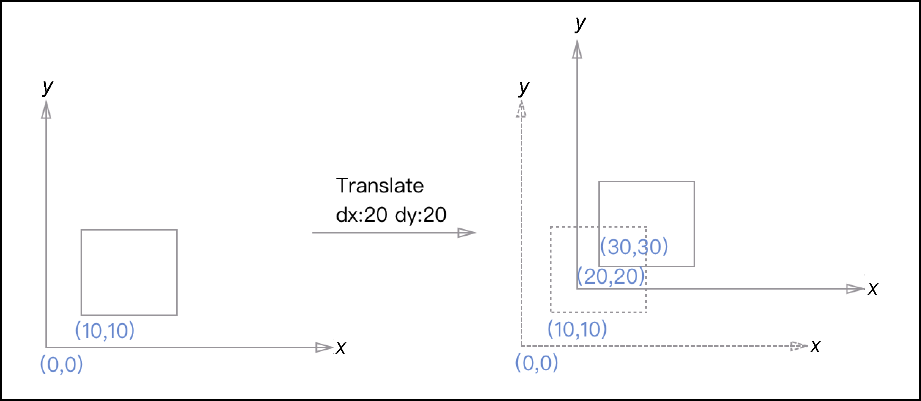 y
(10,10)
x
(0,0)
Translate
dx:20 dy:20
y
y
(30,30)
(20,20)
x
(10,10)
x
(0,0)